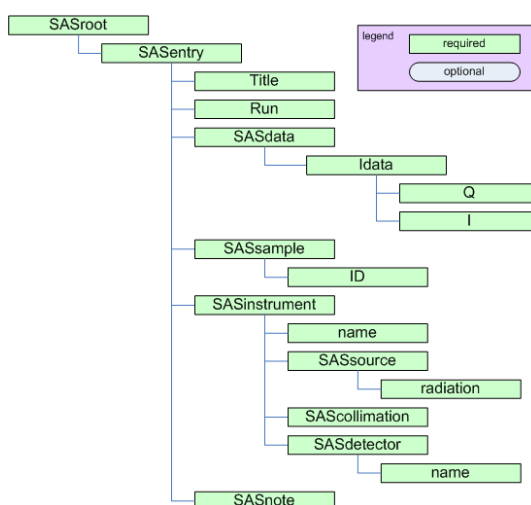 SASroot
legend
required
optional
SASentry
Title
Run
SASdata
Idata
Q
I
SASsample
ID
SASinstrument
name
SASsource
radiation
SAScollimation
SASdetector
name
SASnote